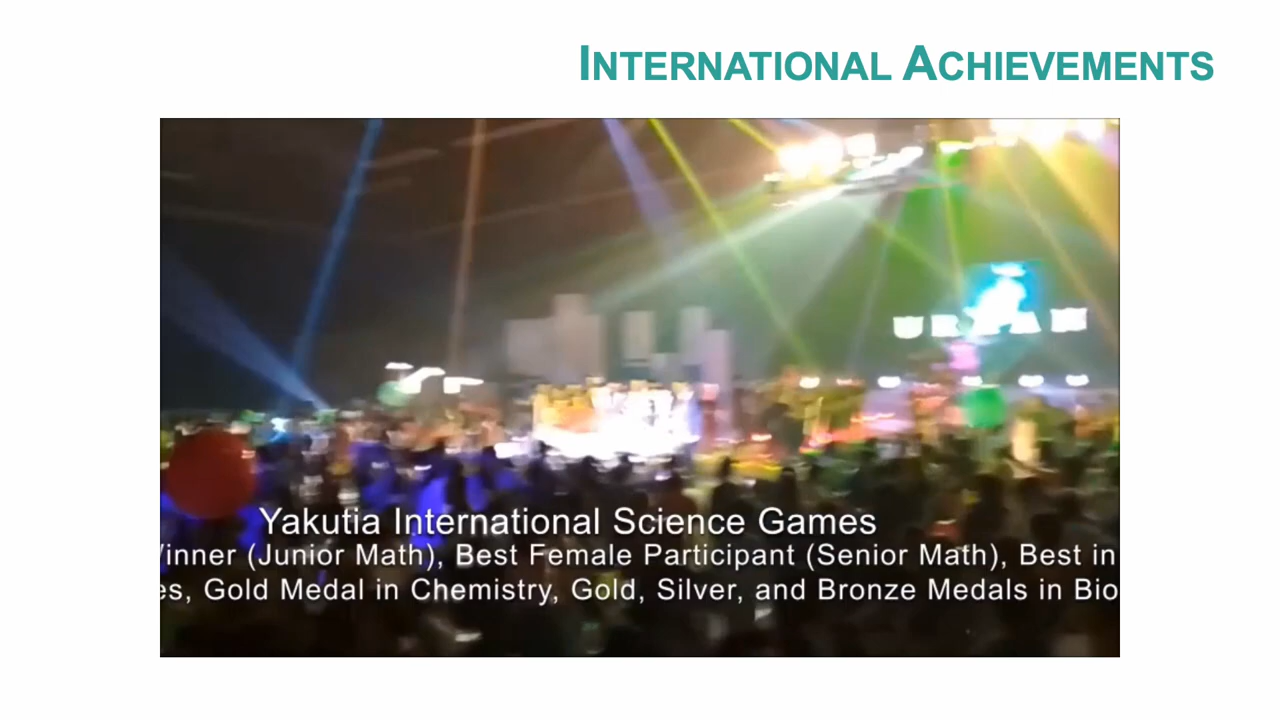 INTERNATIONAL ACHIEVEMENTS
Yakutia International Science Games
(Junior Math), Best Female Participant (Senior Math), Best in
Gold Medal in Chemistry, Gold, Silver, and Bronze Medals in